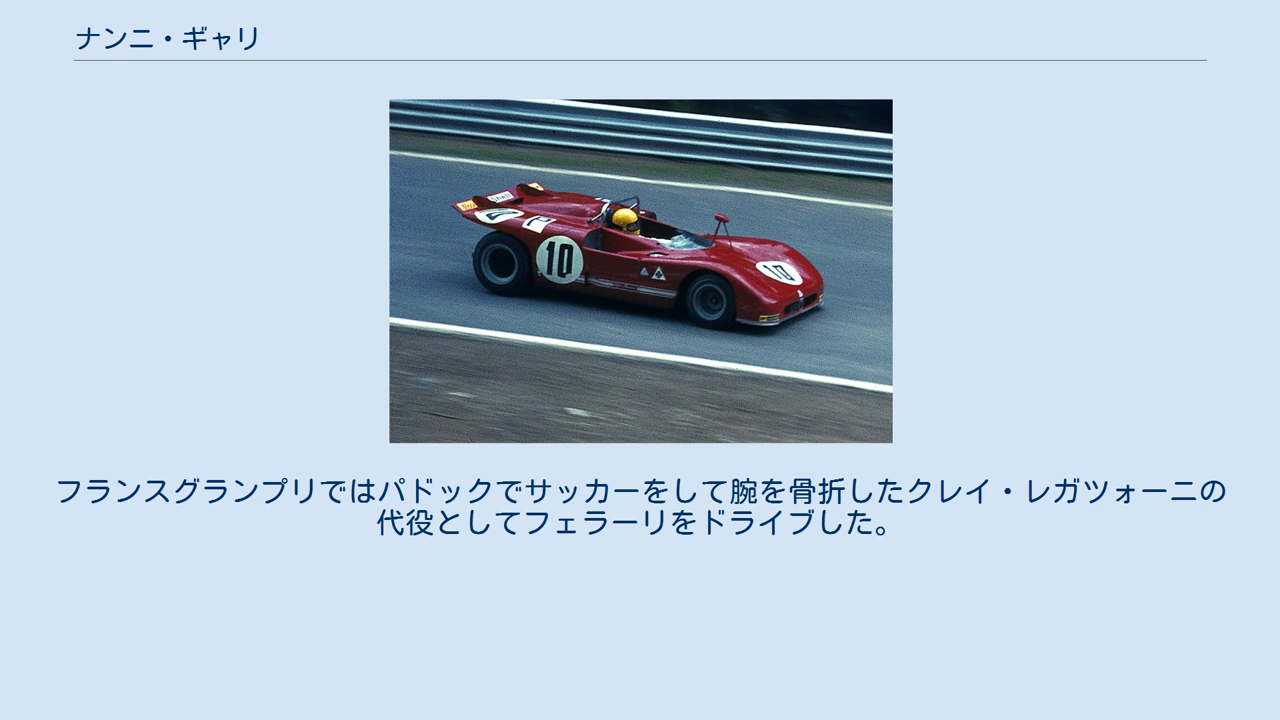 ナンニ・ギャリ
Shell
10
10
フランスグランプリではパドックでサッカーをして腕を骨折したクレイ・レガツォーニの
代役としてフェラーリをドライブした。